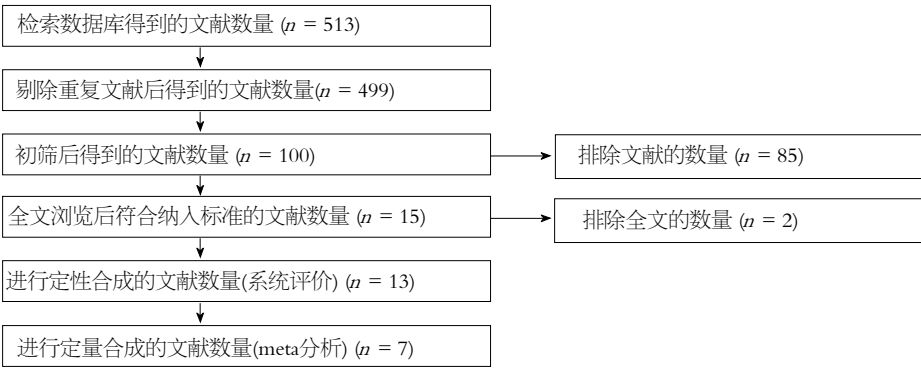 检索数据库得到的文献数量 (n = 513)
剔除重复文献后得到的文献数量(n = 499)
初筛后得到的文献数量 (n = 100)
排除文献的数量 (n = 85)
全文浏览后符合纳入标准的文献数量 (n = 15)
排除全文的数量 (n = 2)
进行定性合成的文献数量(系统评价) (n = 13)
进行定量合成的文献数量(meta分析) (n = 7)